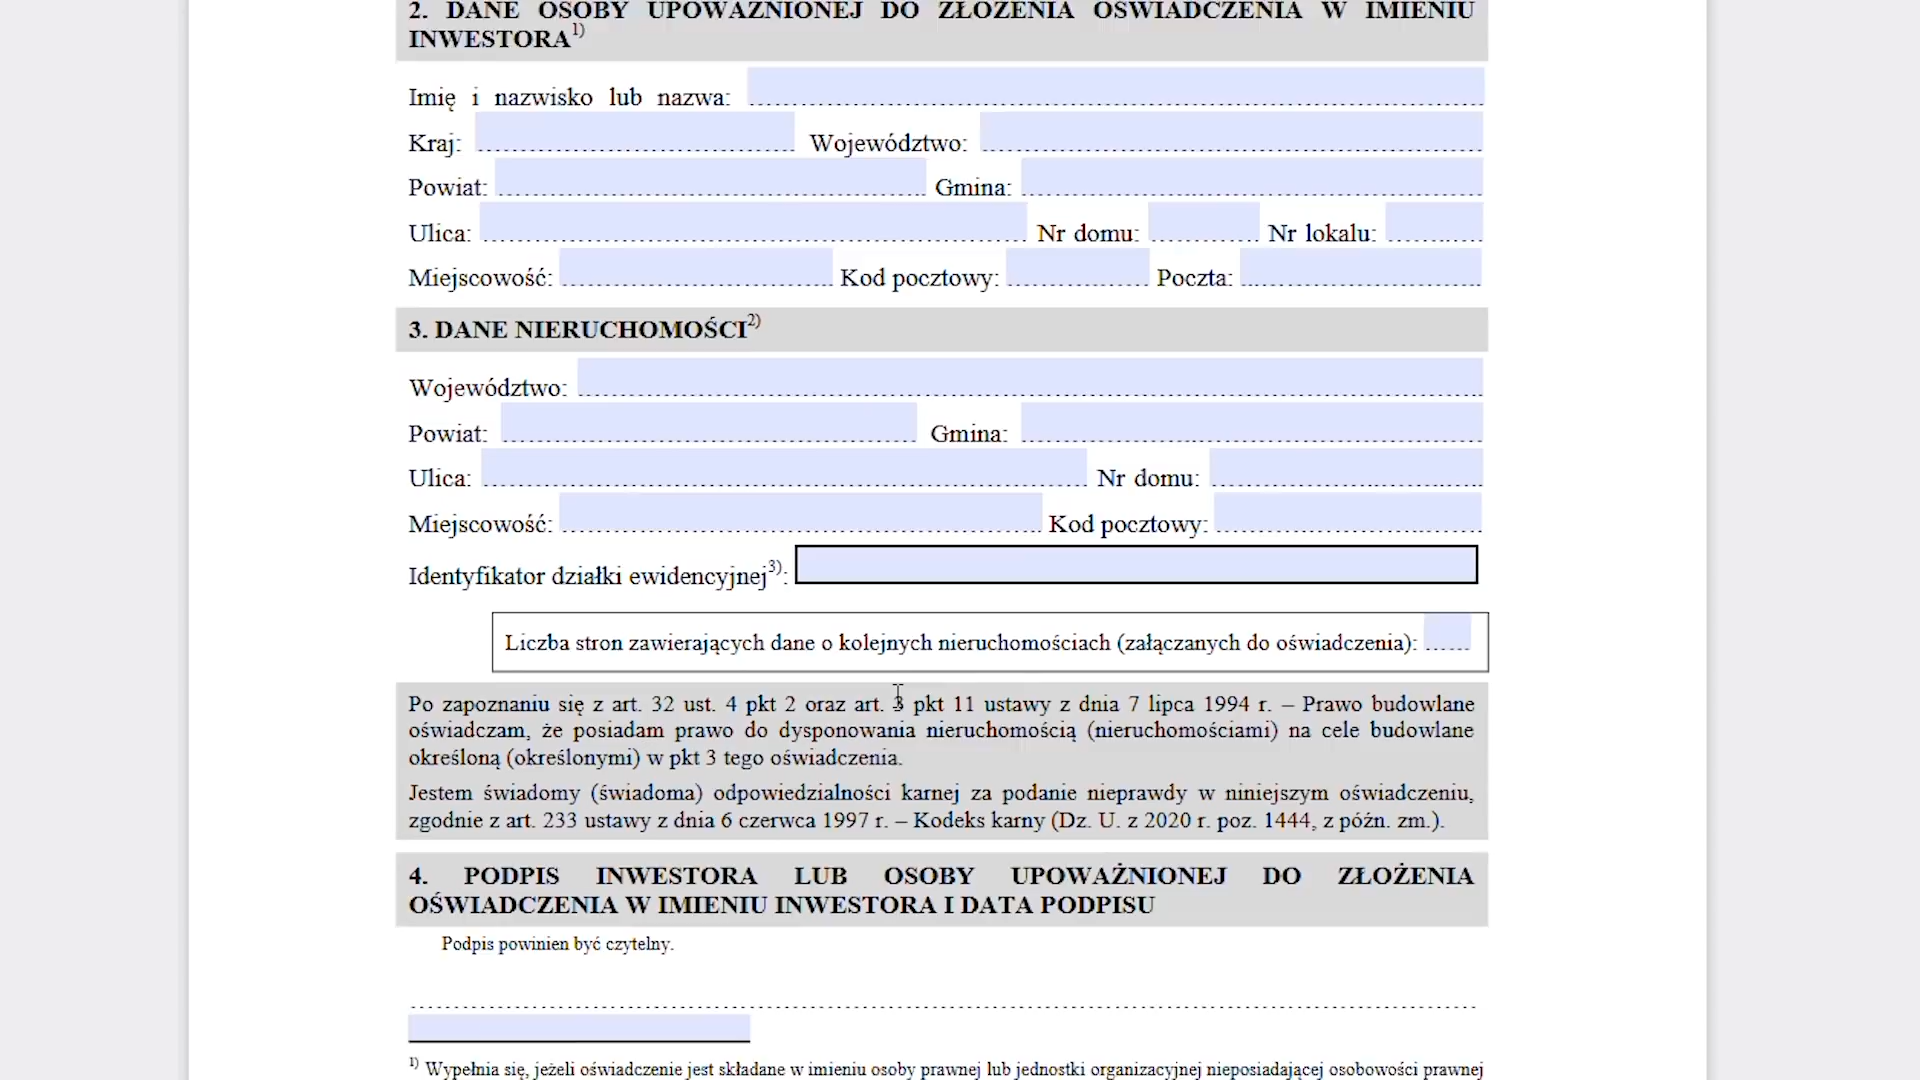 2. DANE OSOBY UPOWAŻNIONEJ DO ZŁOŻENIA OŚWIADCZENIA W IMIENIU
INWESTORA1)
Imię i nazwisko lub nazwa:
Kraj: Województwo:
Powiat: Gmina:
Ulica: Nr domu: Nr lokalu:
Miejscowość: Kod pocztowy: Poczta:
3. DANE NIERUCHOMOŚCI2)
Województwo:
Powiat: Gmina:
Ulica: Nr domu:
Miejscowość: Kod pocztowy:
Identyfikator działki ewidencyjnej3):
Liczba stron zawierających dane o kolejnych nieruchomościach (załączanych do oświadczenia): ......
Po zapoznaniu się z art. 32 ust. 4 pkt 2 oraz art. 3 pkt 11 ustawy z dnia 7 lipca 1994 r. – Prawo budowlane
oświadczam, że posiadam prawo do dysponowania nieruchomością (nieruchomościami) na cele budowlane
określoną (określonymi) w pkt 3 tego oświadczenia.
Jestem świadomy (świadoma) odpowiedzialności karnej za podanie nieprawdy w niniejszym oświadczeniu,
zgodnie z art. 233 ustawy z dnia 6 czerwca 1997 r. – Kodeks karny (Dz. U. z 2020 r. poz. 1444, z późn. zm.).
4. PODPIS INWESTORA LUB OSOBY UPOWAŻNIONEJ DO ZŁOŻENIA
OŚWIADCZENIA W IMIENIU INWESTORA I DATA PODPISU
Podpis powinien być czytelny.
1) Wypełnia się, jeżeli oświadczenie jest składane w imieniu osoby prawnej lub jednostki organizacyjnej nieposiadającej osobowości prawnej